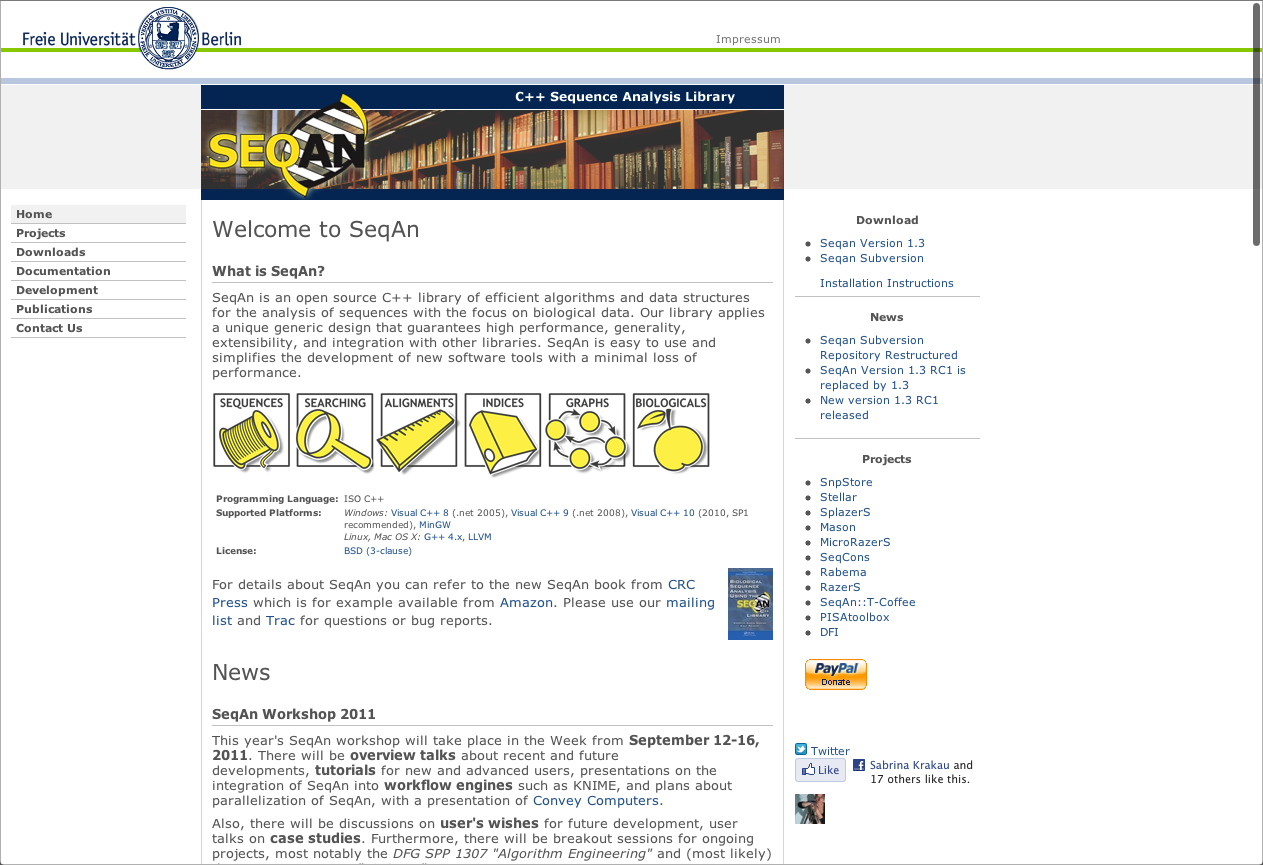 Freie Universität Berlin
Impressum
C++ Sequence Analysis Library
SEQAN
Home
Projects
Downloads
Documentation
Development
Publications
Contact Us
Welcome to SeqAn
What is SeqAn?
SeqAn is an open source C++ library of efficient algorithms and data structures
for the analysis of sequences with the focus on biological data. Our library applies
a unique generic design that guarantees high performance, generality,
extensibility, and integration with other libraries. SeqAn is easy to use and
simplifies the development of new software tools with a minimal loss of
performance.
SEQUENCES SEARCHING ALIGNMENTS INDICES GRAPHS BIOLOGICALS
Programming Language: ISO C++
Supported Platforms: Windows: Visual C++ 8 (.net 2005), Visual C++ 9 (.net 2008), Visual C++ 10 (2010, SP1
recommended), MinGW
Linux, Mac OS X: G++ 4.x, LLVM
License: BSD (3-clause)
For details about SeqAn you can refer to the new SeqAn book from CRC
Press which is for example available from Amazon. Please use our mailing
list and Trac for questions or bug reports.
BIOLOGICAL
SEQUENCE
ANALYSIS
USING THE
SEQAN
C++
LIBRARY
News
SeqAn Workshop 2011
This year's SeqAn workshop will take place in the Week from September 12-16,
2011. There will be overview talks about recent and future
developments, tutorials for new and advanced users, presentations on the
integration of SeqAn into workflow engines such as KNIME, and plans about
parallelization of SeqAn, with a presentation of Convey Computers.
Also, there will be discussions on user's wishes for future development, user
talks on case studies. Furthermore, there will be breakout sessions for ongoing
projects, most notably the DFG SPP 1307 "Algorithm Engineering" and (most likely)
Download
Seqan Version 1.3
Seqan Subversion
Installation Instructions
News
Seqan Subversion
Repository Restructured
SeqAn Version 1.3 RC1 is
replaced by 1.3
New version 1.3 RC1
released
Projects
SnpStore
Stellar
SplazerS
Mason
MicroRazerS
SeqCons
Rabema
RazerS
SeqAn::T-Coffee
PISAtoolbox
DFI
PayPal
Donate
Twitter
Like
Sabrina Krakau and
17 others like this.